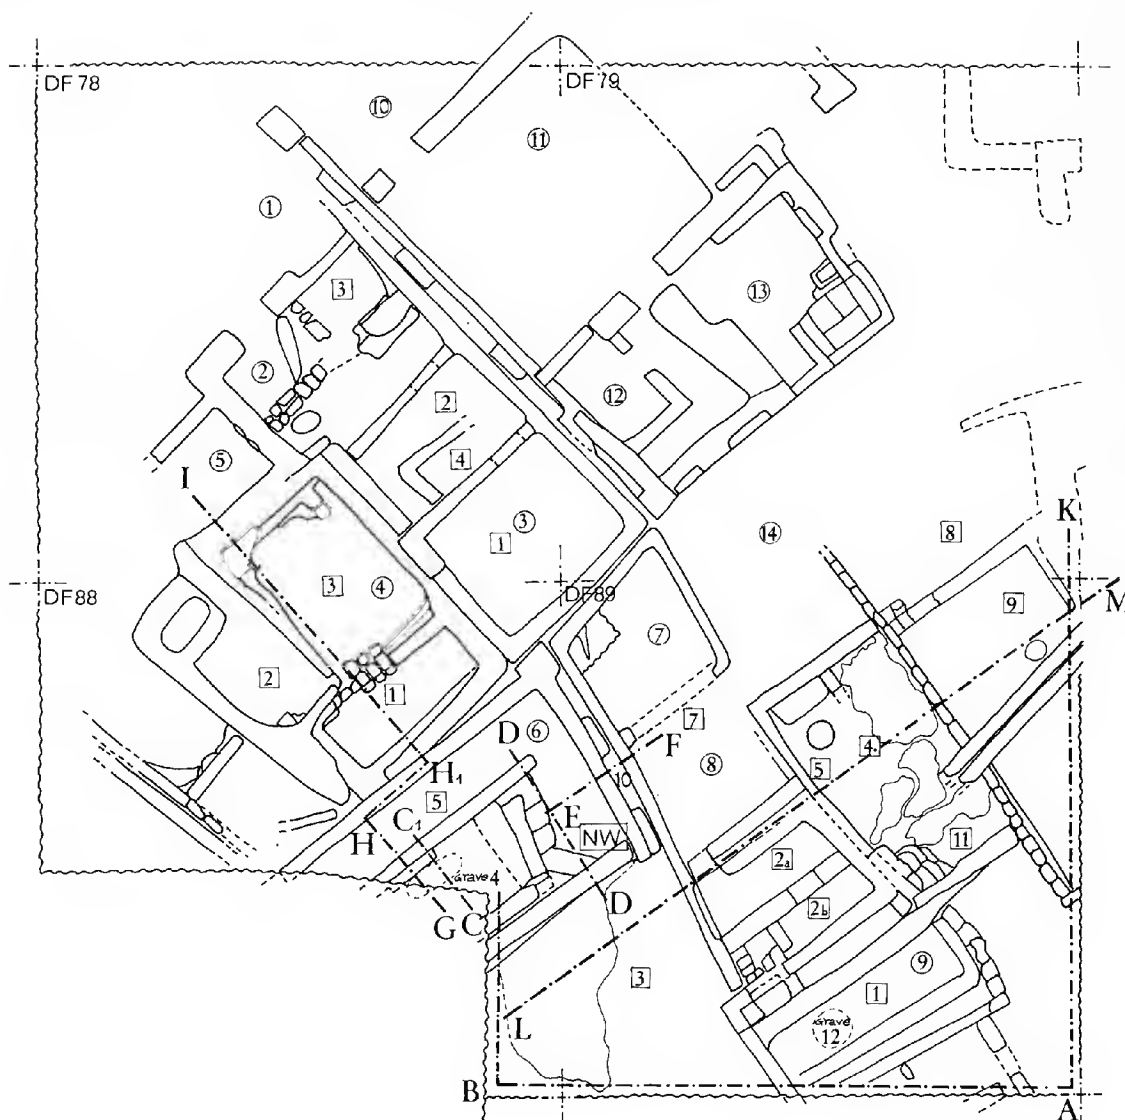 DF 78
DF 79
⑩
⑪
①
3
⑬
②
2
⑫
⑤
4
I
③
1
⑭
8
K
3
④
DF 88
DF 89
9
M
⑦
2
1
7
4.
D
⑥
F
⑧
5
H₁
10
5
C₁
E
NW
11
H
2a
Grave 4
2b
D
G
C
3
⑨
1
L
Grave
12
B
A